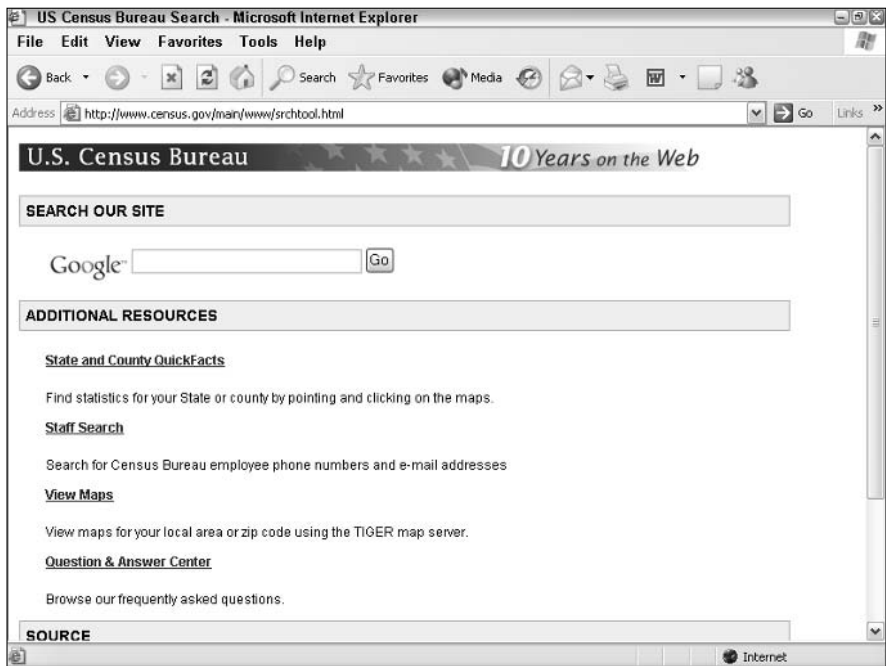 US Census Bureau Search - Microsoft Internet Explorer
File Edit View Favorites Tools Help
Back Search Favorites Media W
Address http://www.census.gov/main/www/srchtool.html Go Links »
U.S. Census Bureau 10 Years on the Web
SEARCH OUR SITE
Google™ Go
ADDITIONAL RESOURCES
State and County QuickFacts
Find statistics for your State or county by pointing and clicking on the maps.
Staff Search
Search for Census Bureau employee phone numbers and e-mail addresses
View Maps
View maps for your local area or zip code using the TIGER map server.
Question & Answer Center
Browse our frequently asked questions.
SOURCE
Internet